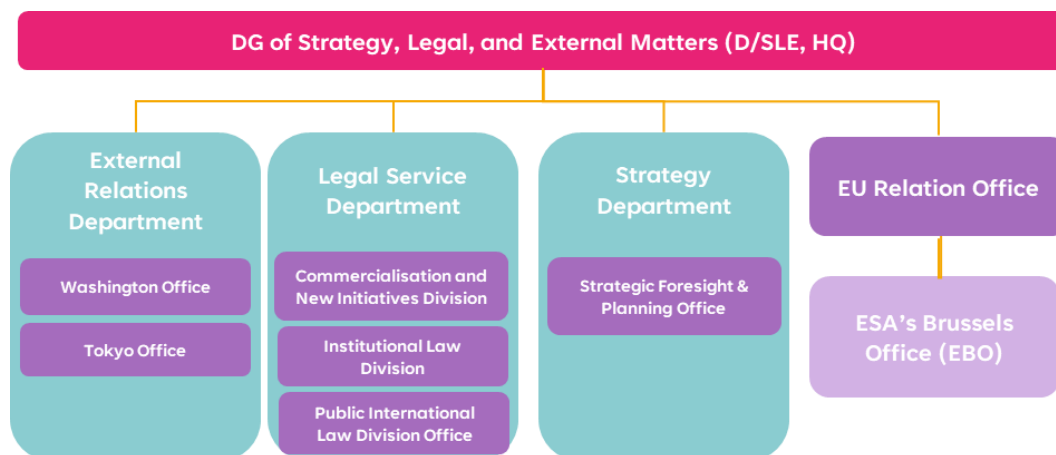 DG of Strategy, Legal, and External Matters (D/SLE, HQ)
External
Relations
Department
Washington Office
Tokyo Office
Legal Service
Department
Commercialisation and
New Initiatives Division
Institutional Law
Division
Public International
Law Division Office
Strategy
Department
Strategic Foresight &
Planning Office
EU Relation Office
ESA’s Brussels
Office (EBO)